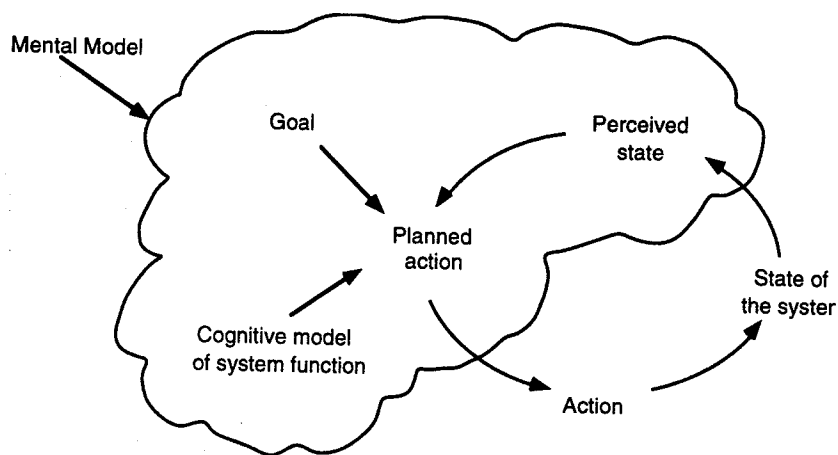 Mental Model
Goal
Perceived
state
Planned
action
State of
the syster
Cognitive model
of system function
Action